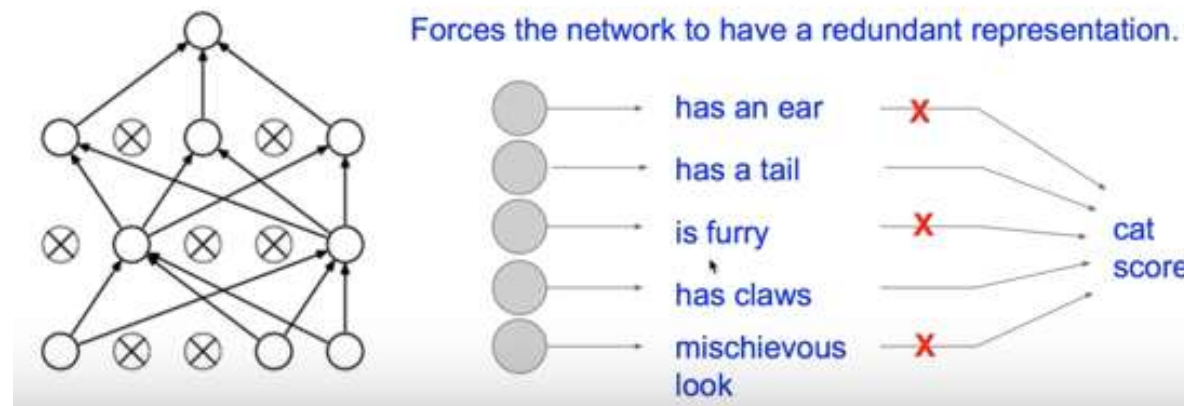 Forces the network to have a redundant representation.
has an ear
X
has a tail
is furry
X
cat
score
has claws
mischievous
look
X